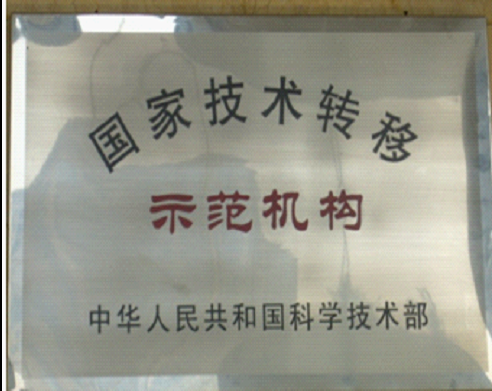 国家技术转移
示范机构
中华人民共和国科学技术部